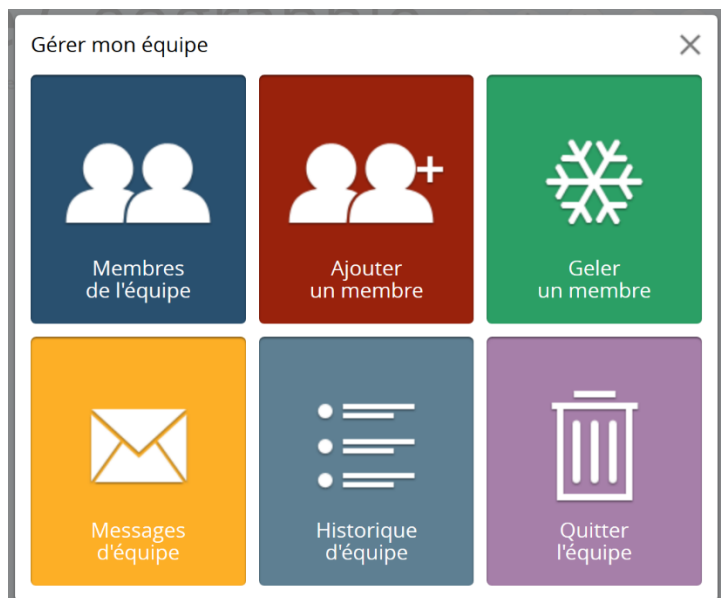 Gérer mon équipe
Membres
de l'équipe
Ajouter
un membre
Geler
un membre
Messages
d'équipe
Historique
d'équipe
Quitter
l'équipe